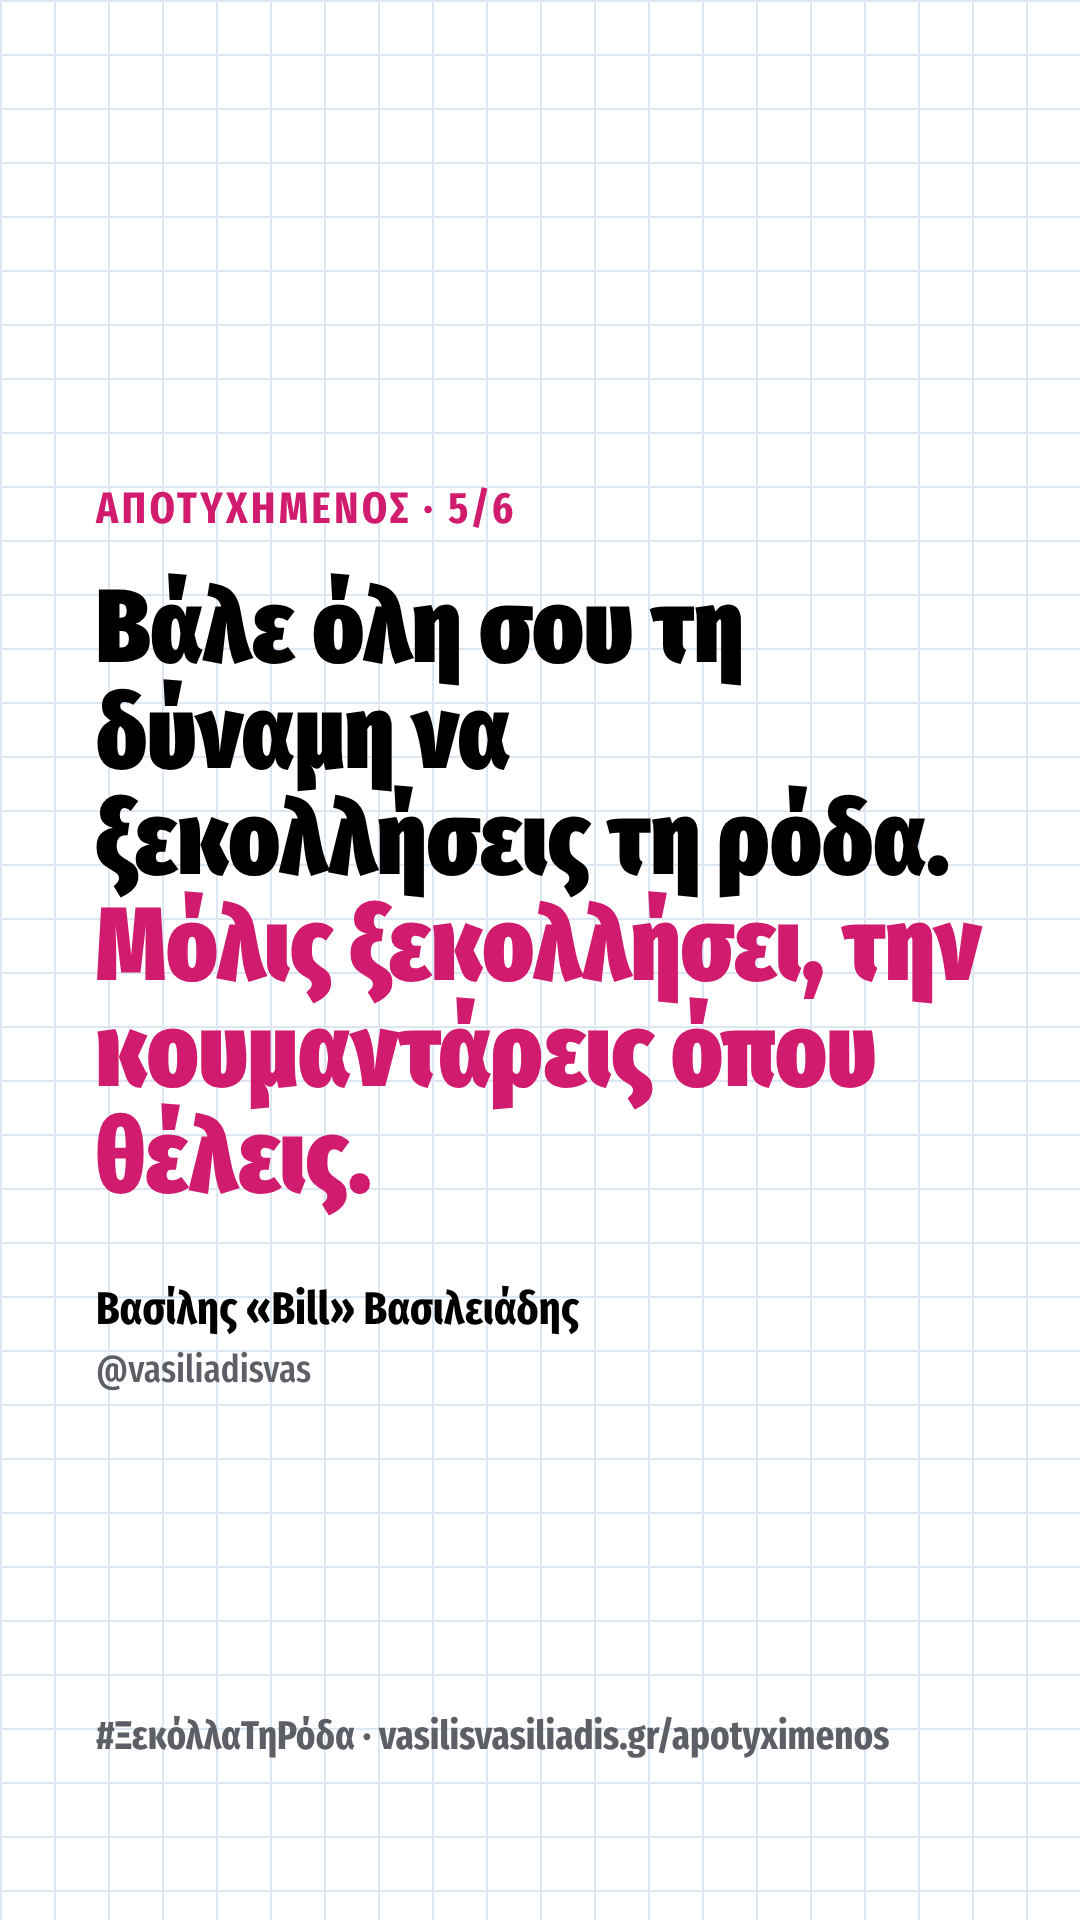 ΑΠΟΤΥΧΗΜΕΝΟΣ · 5/6
Βάλε όλη σου τη
δύναμη να
ξεκολλήσεις τη ρόδα.
Μόλις ξεκολλήσει, την
κουμαντάρεις όπου
θέλεις.
Βασίλης «Bill» Βασιλειάδης
@vasiliadisvas
#ΞεκόλλαΤηΡόδα · vasilisvasiliadis.gr/apotyximenos